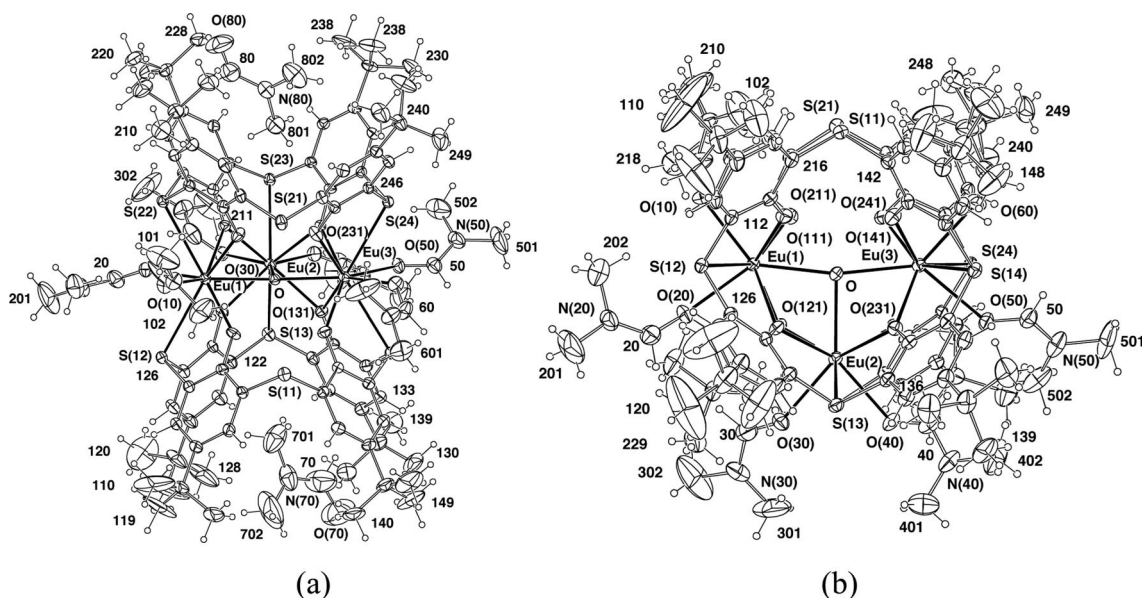 O(80)
228
238
238
220
80
802
230
N(80)
240
210
801
249
302
S(23)
246
S(21)
S(22)
211
S(24)
502
N(50)
O(231)
501
101
O(50)
20
O(30)
Eu(2)
Eu(3)
50
201
Eu(1)
O
O(10)
60
O(131)
102
S(13)
S(12)
122
601
126
133
S(11)
139
701
120
128
70
130
110
N(70)
149
119
702
O(70)
140
(a)
210
248
102
110
S(21)
S(11)
249
218
216
240
142
148
O(10)
O(211)
O(241)
O(60)
112
O(111)
O(141)
202
S(12)
Eu(1)
Eu(3)
S(24)
S(14)
O
O(20)
126
O(121)
O(231)
O(50)
N(20)
50
20
501
201
Eu(2)
N(50)
136
502
120
S(13)
30
O(30)
O(40)
139
229
40
402
302
N(30)
N(40)
301
401
(b)